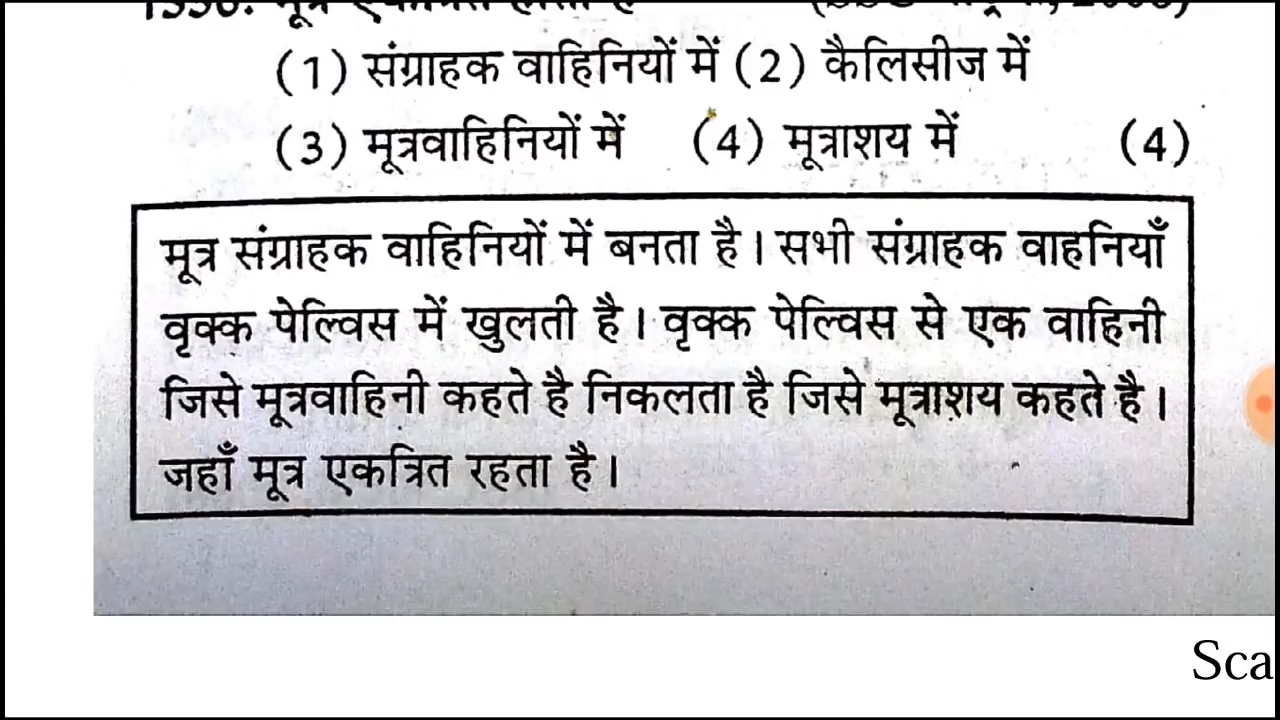 (1) संग्राहक वाहिनियों में (2) कैलिसीज में
(3) मूत्रवाहिनियों में (4) मूत्राशय में (4)
मूत्र संग्राहक वाहिनियों में बनता है। सभी संग्राहक वाहनियाँ
वृक्क पेल्विस में खुलती है। वृक्क पेल्विस से एक वाहिनी
जिसे मूत्रवाहिनी कहते है निकलता है जिसे मूत्राशय कहते है।
जहाँ मूत्र एकत्रित रहता है।
Sca